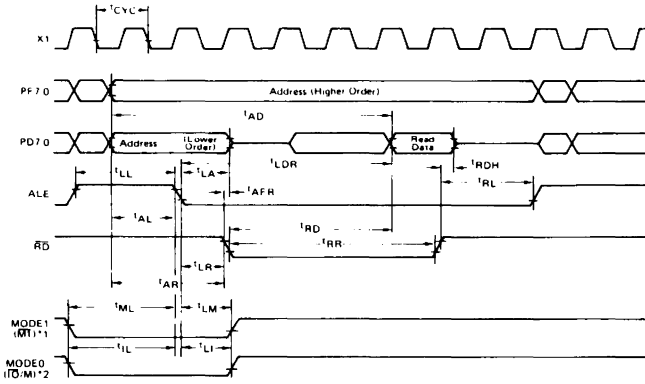 tCYC
X1
PF7.0
Address (Higher Order)
tAD
PD7.0
Address (Lower Order)
Read Data
tLDR
tRDH
tLL
tLA
tAFR
tRL
ALE
tAL
tRD
RD
tRR
tLR
tAR
tML
tLM
MODE1
(M1)*1
tIL
tLI
MODE0
(IO/M)*2